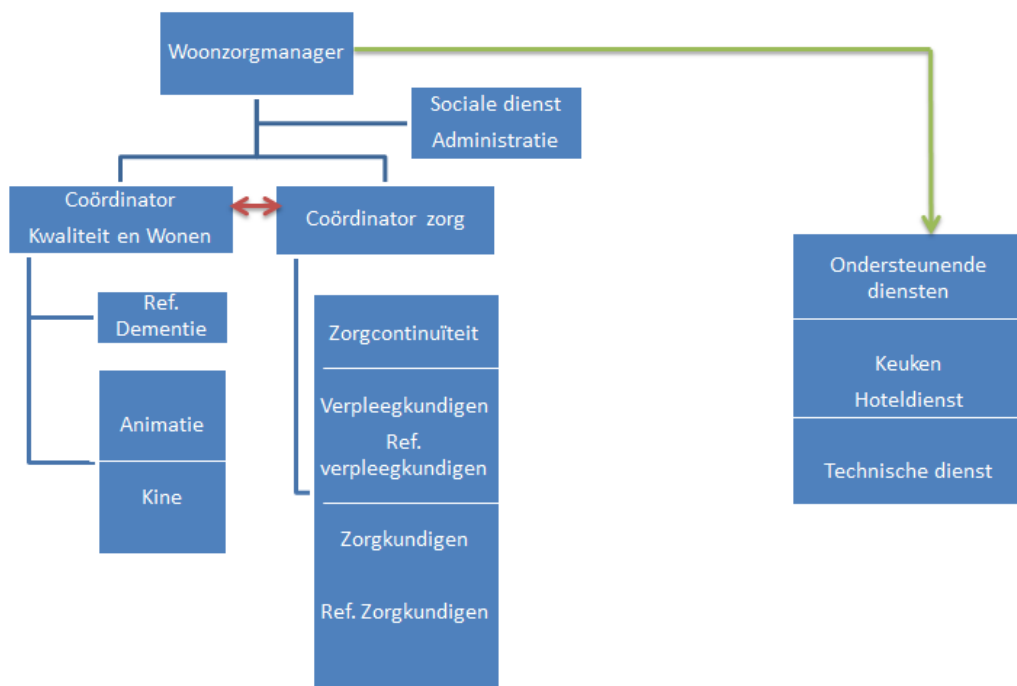 Woonzorgmanager
Sociale dienst
Administratie
Coördinator
Kwaliteit en Wonen
Coördinator zorg
Ref.
Dementie
Animatie
Kine
Zorgcontinuïteit
Verpleegkundigen
Ref.
verpleegkundigen
Zorgkundigen
Ref. Zorgkundigen
Ondersteunende
diensten
Keuken
Hoteldienst
Technische dienst